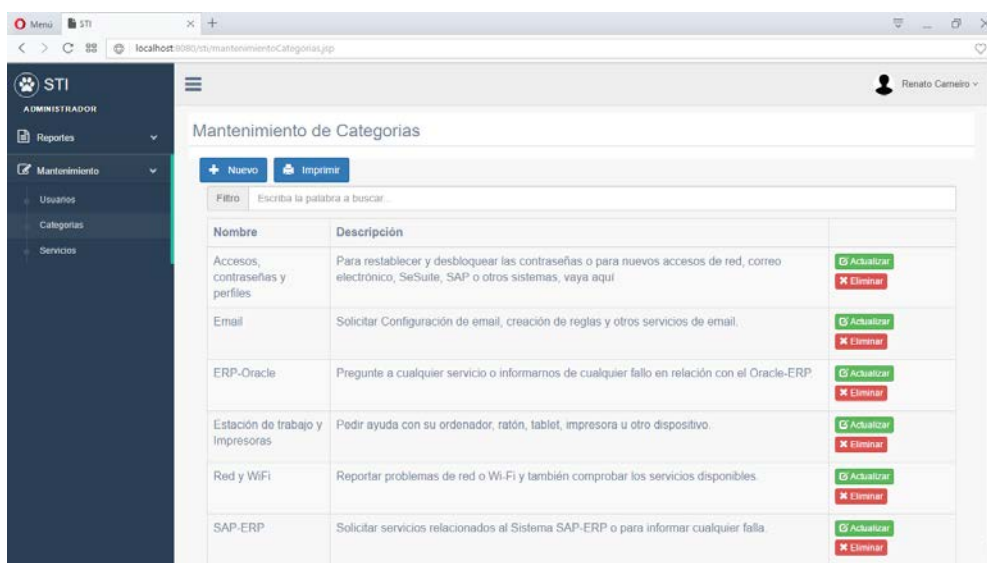 Menú
STI
localhost:8080/sti/mantenimientoCategorias.jsp
STI
ADMINISTRADOR
Reportes
Mantenimiento
Usuarios
Categorias
Servicios
Renato Carneiro
Mantenimiento de Categorias
Nuevo
Imprimir
Filtro
Escriba la palabra a buscar...
Nombre
Descripción
Accesos,
contraseñas y
perfiles
Para restablecer y desbloquear las contraseñas o para nuevos accesos de red, correo
electrónico, SeSuite, SAP o otros sistemas, vaya aquí
Actualizar
Eliminar
Email
Solicitar Configuración de email, creación de reglas y otros servicios de email.
Actualizar
Eliminar
ERP-Oracle
Pregunte a cualquier servicio o informarnos de cualquier fallo en relación con el Oracle-ERP.
Actualizar
Eliminar
Estación de trabajo y
Impresoras
Pedir ayuda con su ordenador, ratón, tablet, impresora u otro dispositivo.
Actualizar
Eliminar
Red y WiFi
Reportar problemas de red o Wi-Fi y también comprobar los servicios disponibles.
Actualizar
Eliminar
SAP-ERP
Solicitar servicios relacionados al Sistema SAP-ERP o para informar cualquier falla.
Actualizar
Eliminar